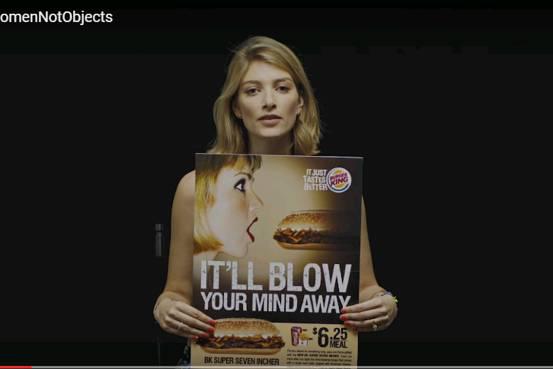 omenNotObjects
IT JUST
TASTES
BETTER
BURGER
KING
IT'LL BLOW
YOUR MIND AWAY
$6.25
MEAL
BK SUPER SEVEN INCHER